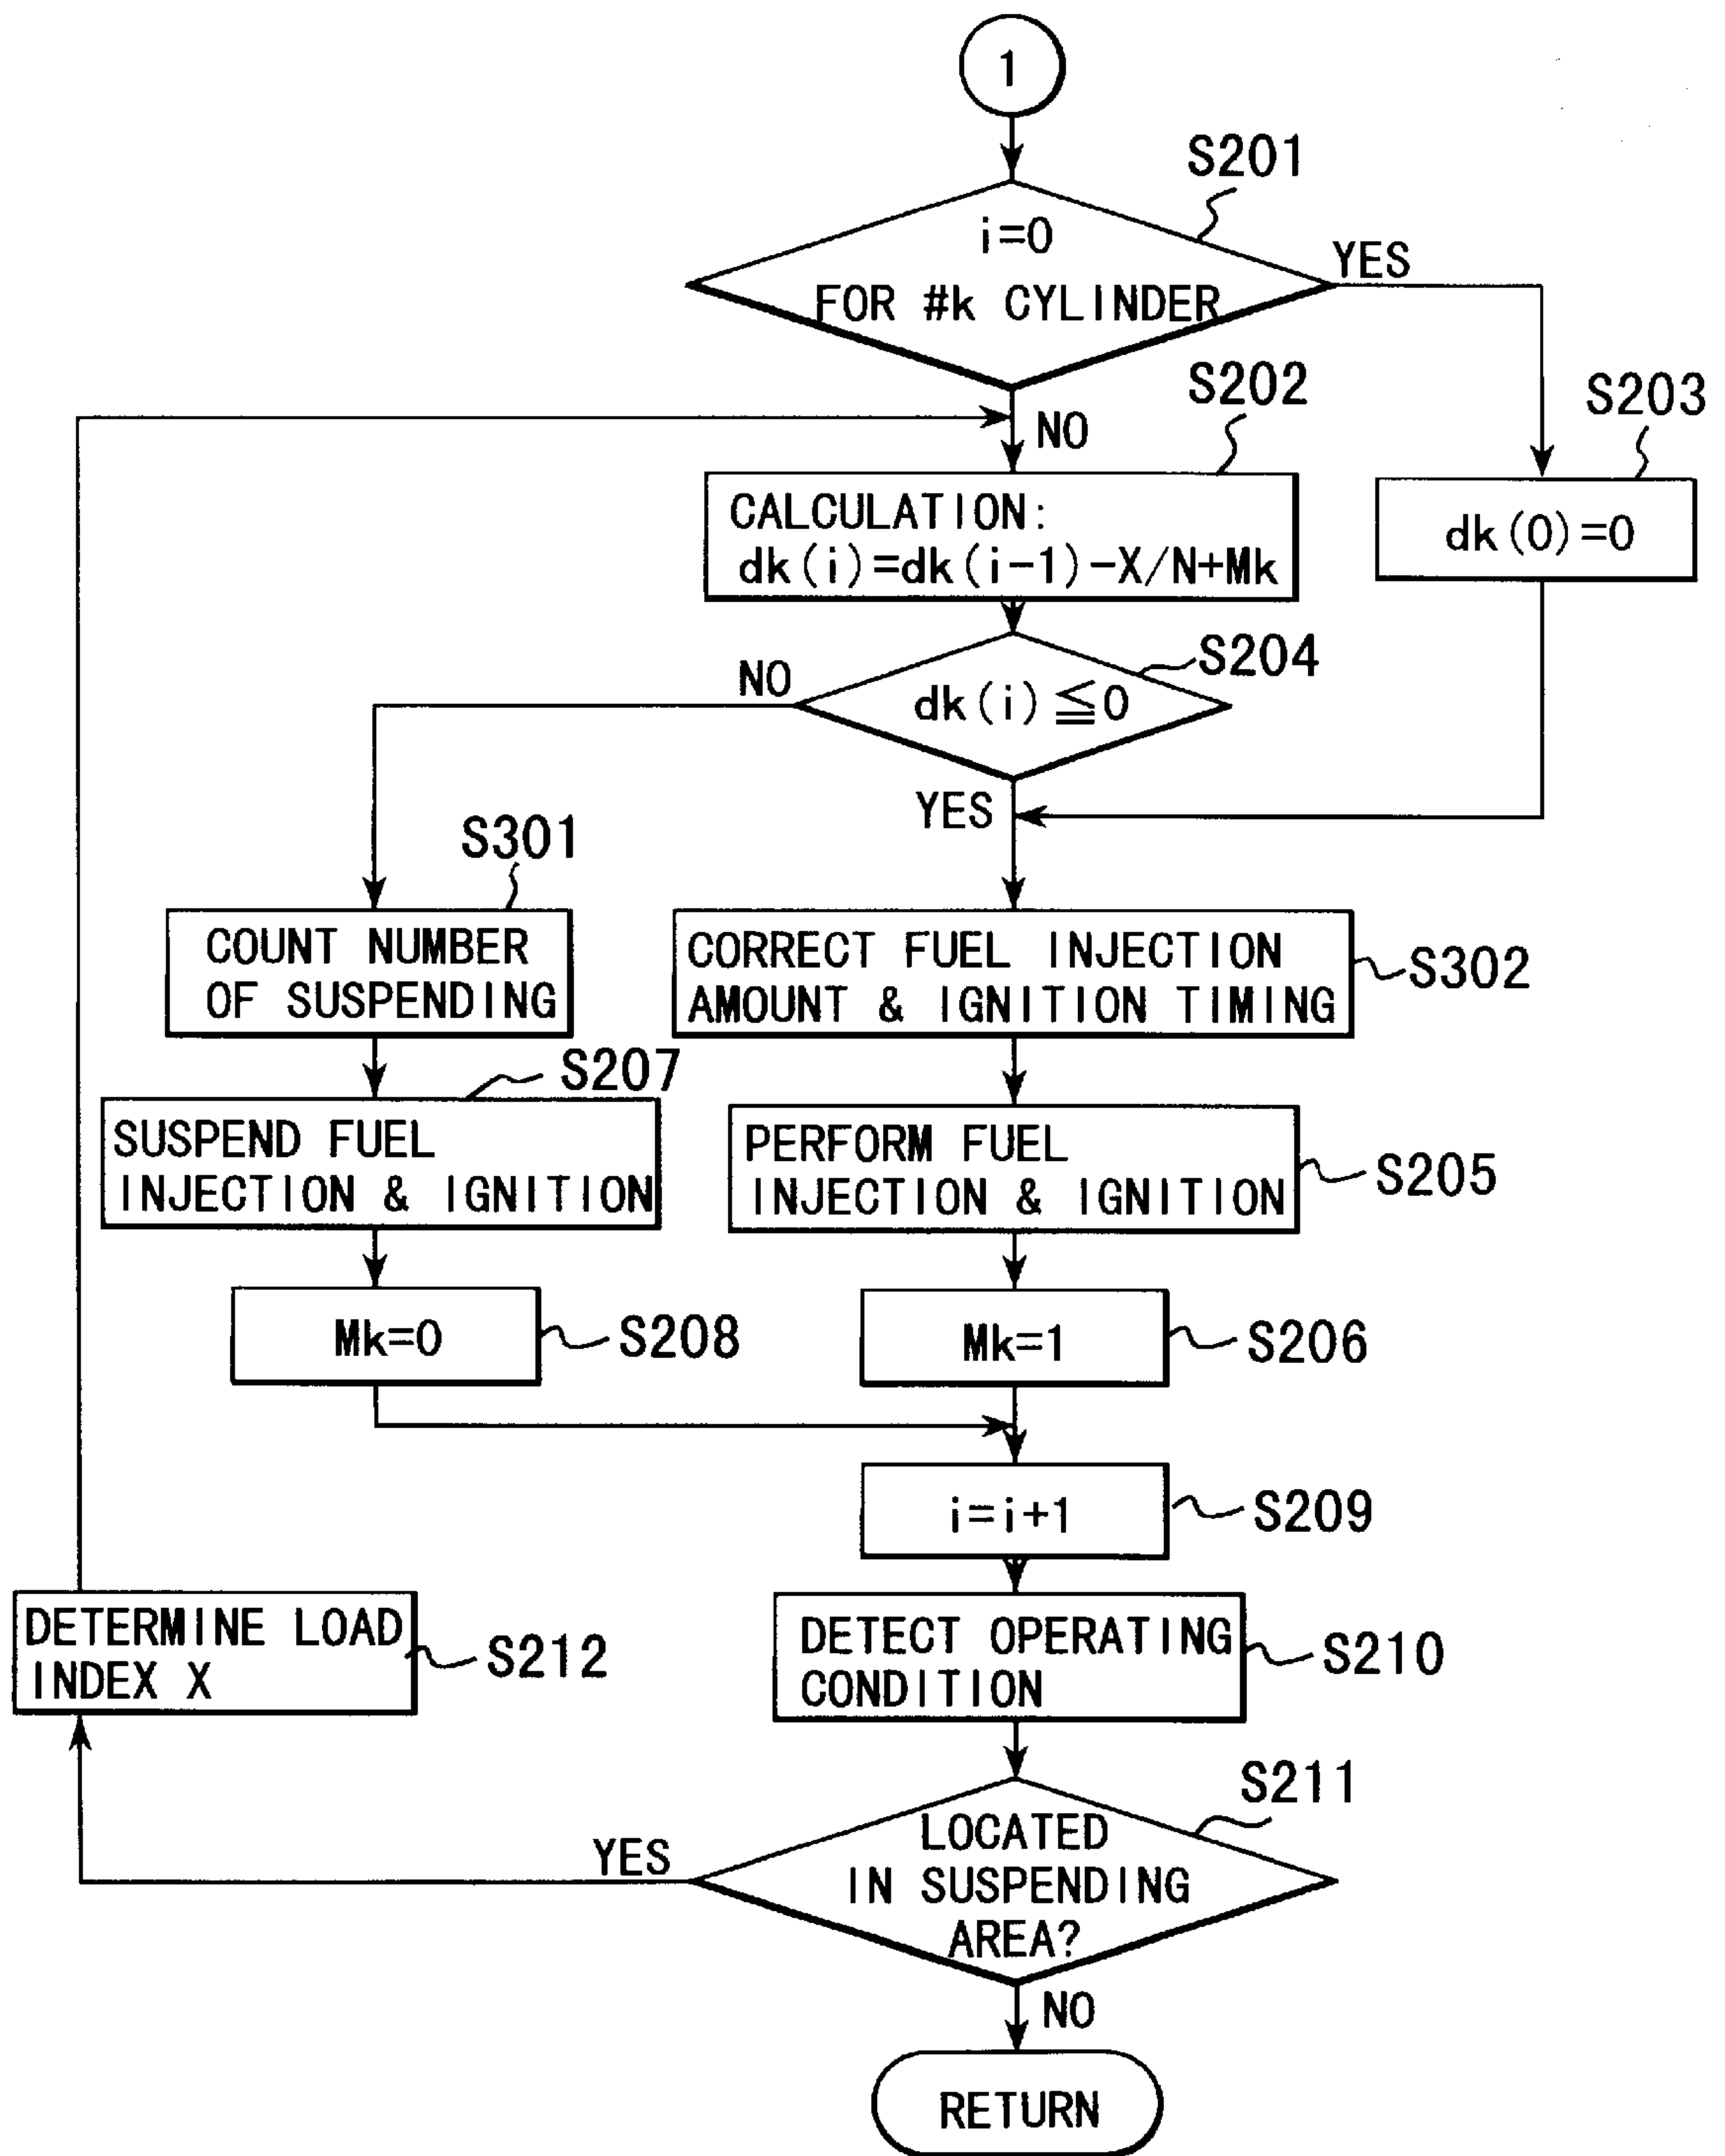 1
S201
i=0
FOR #k CYLINDER
YES
S202
NO
S203
CALCULATION:
dk(i)=dk(i-1)-X/N+Mk
dk(0)=0
S204
NO
dk(i)≦0
YES
S301
COUNT NUMBER
OF SUSPENDING
CORRECT FUEL INJECTION
AMOUNT & IGNITION TIMING
S302
S207
SUSPEND FUEL
INJECTION & IGNITION
PERFORM FUEL
INJECTION & IGNITION
S205
Mk=0
S208
Mk=1
S206
i=i+1
S209
DETERMINE LOAD
INDEX X
S212
DETECT OPERATING
CONDITION
S210
S211
LOCATED
IN SUSPENDING
AREA?
YES
NO
RETURN